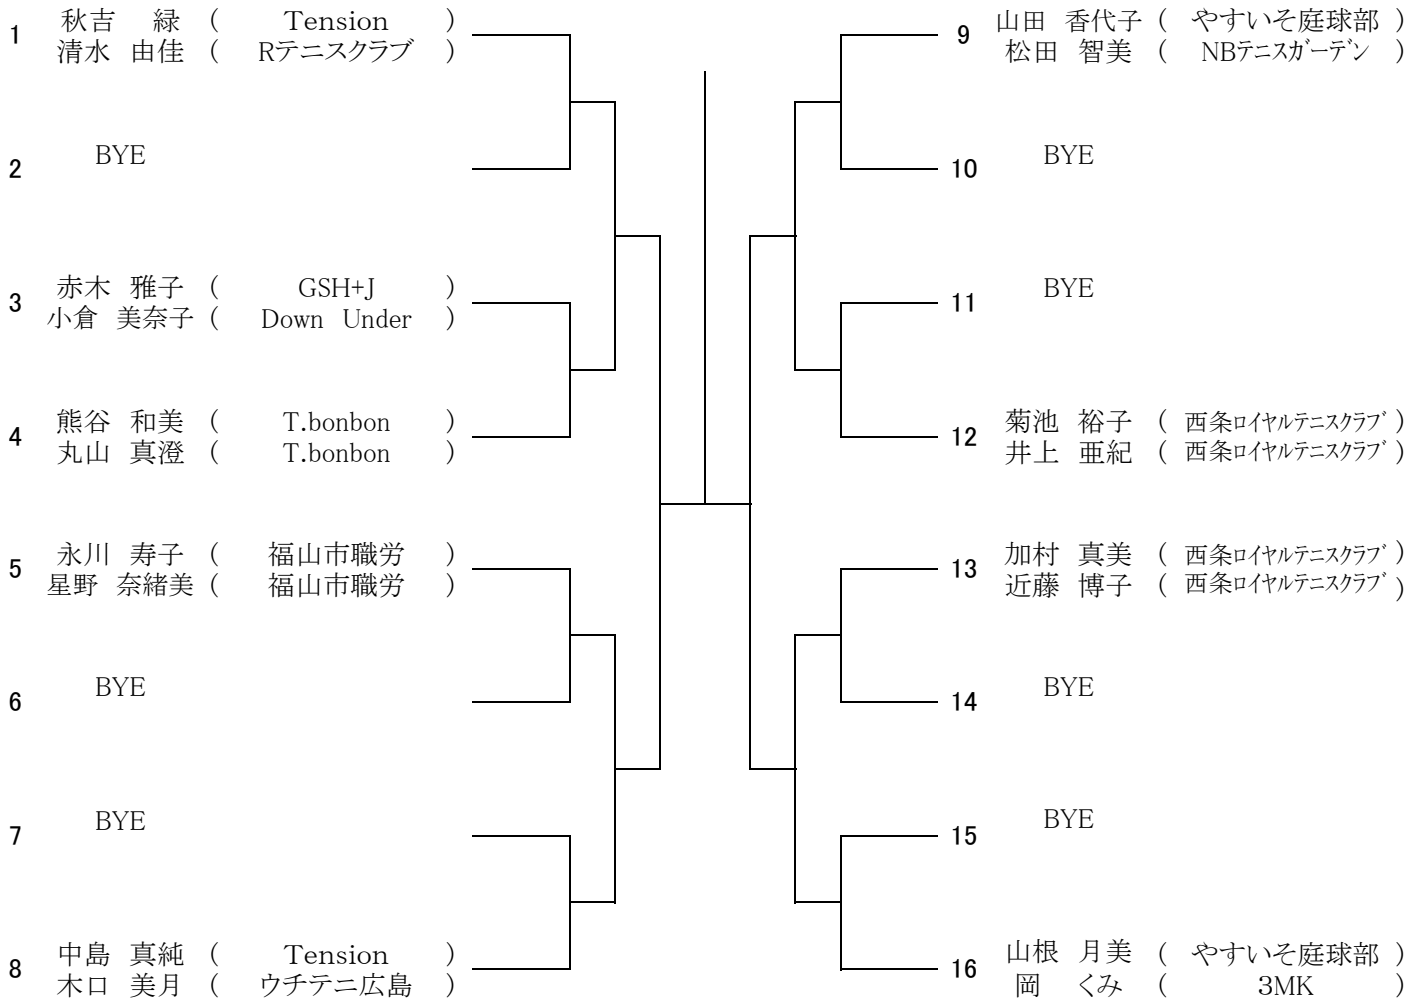 1 秋吉 緑 ( Tension )
清水 由佳 ( Rテニスクラブ )
2 BYE
3 赤木 雅子 ( GSH+J )
小倉 美奈子 ( Down Under )
4 熊谷 和美 ( T.bonbon )
丸山 真澄 ( T.bonbon )
5 永川 寿子 ( 福山市職労 )
星野 奈緒美 ( 福山市職労 )
6 BYE
7 BYE
8 中島 真純 ( Tension )
木口 美月 ( ウチテニ広島 )
9 山田 香代子 ( やすいそ庭球部 )
松田 智美 ( NBテニスガーデン )
10 BYE
11 BYE
12 菊池 裕子 ( 西条ロイヤルテニスクラブ )
井上 亜紀 ( 西条ロイヤルテニスクラブ )
13 加村 真美 ( 西条ロイヤルテニスクラブ )
近藤 博子 ( 西条ロイヤルテニスクラブ )
14 BYE
15 BYE
16 山根 月美 ( やすいそ庭球部 )
岡 くみ ( 3MK )